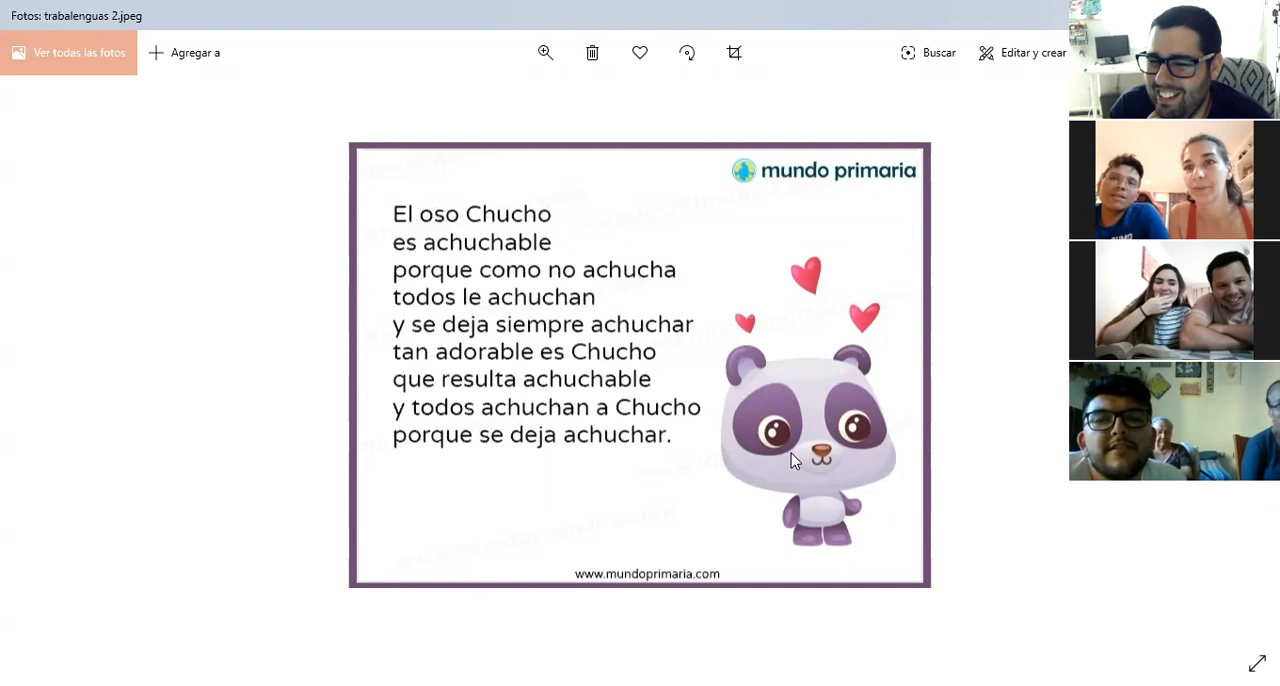 Fotos: trabalenguas 2.jpeg
Ver todas las fotos
Agregar a
Buscar
Editar y crear
mundo primaria
El oso Chucho
es achuchable
porque como no achucha
todos le achuchan
y se deja siempre achuchar
tan adorable es Chucho
que resulta achuchable
y todos achuchan a Chucho
porque se deja achuchar.
www.mundoprimaria.com